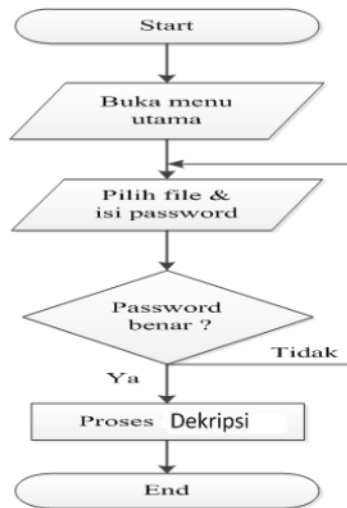 Start
Buka menu
utama
Pilih file &
isi password
Password
benar ?
Tidak
Ya
Proses Dekripsi
End